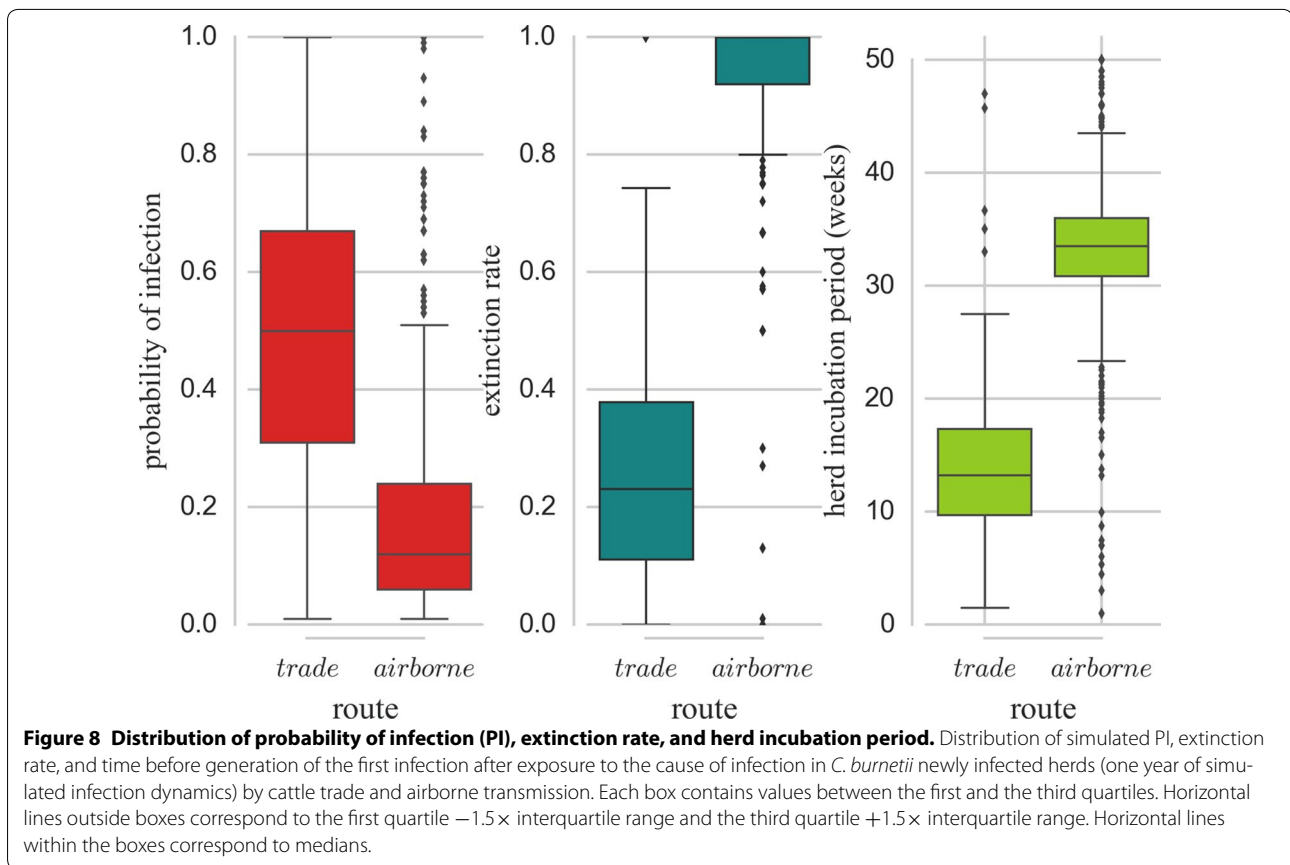 probability of infection
1.0
0.8
0.6
0.4
0.2
0.0
trade airborne
route
extinction rate
1.0
0.8
0.6
0.4
0.2
0.0
trade airborne
route
herd incubation period (weeks)
50
40
30
20
10
0
trade airborne
route
Figure 8 Distribution of probability of infection (PI), extinction rate, and herd incubation period. Distribution of simulated PI, extinction
rate, and time before generation of the first infection after exposure to the cause of infection in C. burnetii newly infected herds (one year of simu-
lated infection dynamics) by cattle trade and airborne transmission. Each box contains values between the first and the third quartiles. Horizontal
lines outside boxes correspond to the first quartile −1.5× interquartile range and the third quartile +1.5× interquartile range. Horizontal lines
within the boxes correspond to medians.